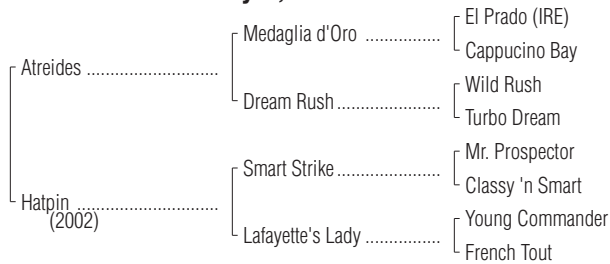 El Prado (IRE)
Medaglia d'Oro ..................
Cappucino Bay
Atreides ................................
Wild Rush
Dream Rush.........................
Turbo Dream
Mr. Prospector
Smart Strike.........................
Classy 'n Smart
Hatpin ..................................
(2002)
Young Commander
Lafayette's Lady ..................
French Tout